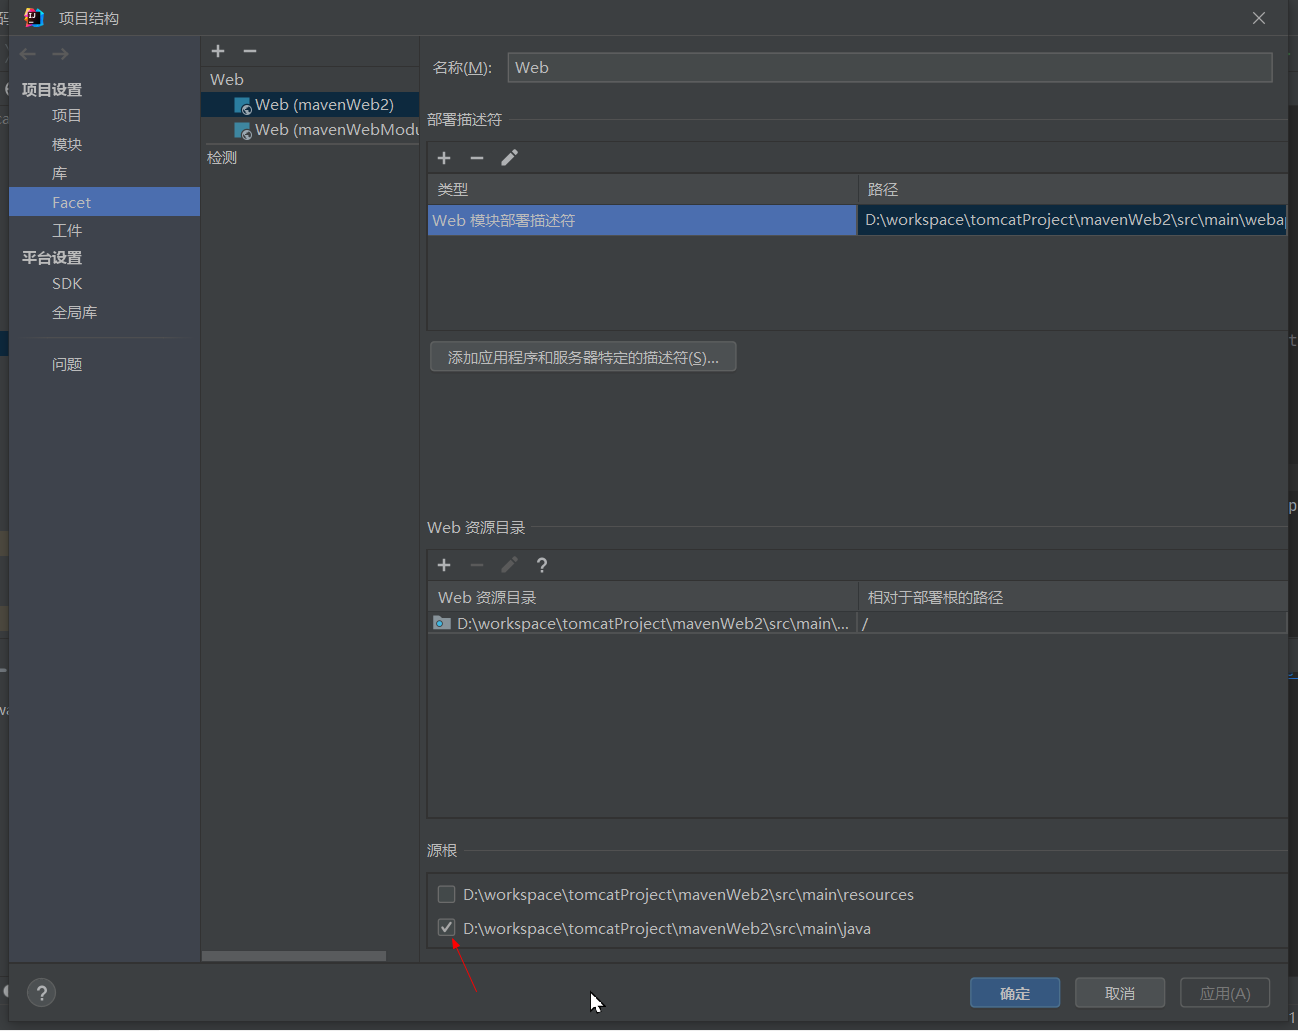 项目结构
项目设置
项目
模块
库
Facet
工件
平台设置
SDK
全局库
问题
Web
Web (mavenWeb2)
Web (mavenWebModu
检测
名称(M): Web
部署描述符
类型 路径
Web 模块部署描述符 D:\workspace\tomcatProject\mavenWeb2\src\main\weba
添加应用程序和服务器特定的描述符(S)...
Web 资源目录
?
Web 资源目录 相对于部署根的路径
D:\workspace\tomcatProject\mavenWeb2\src\main\... /
源根
D:\workspace\tomcatProject\mavenWeb2\src\main\resources
D:\workspace\tomcatProject\mavenWeb2\src\main\java
? 确定 取消 应用(A)